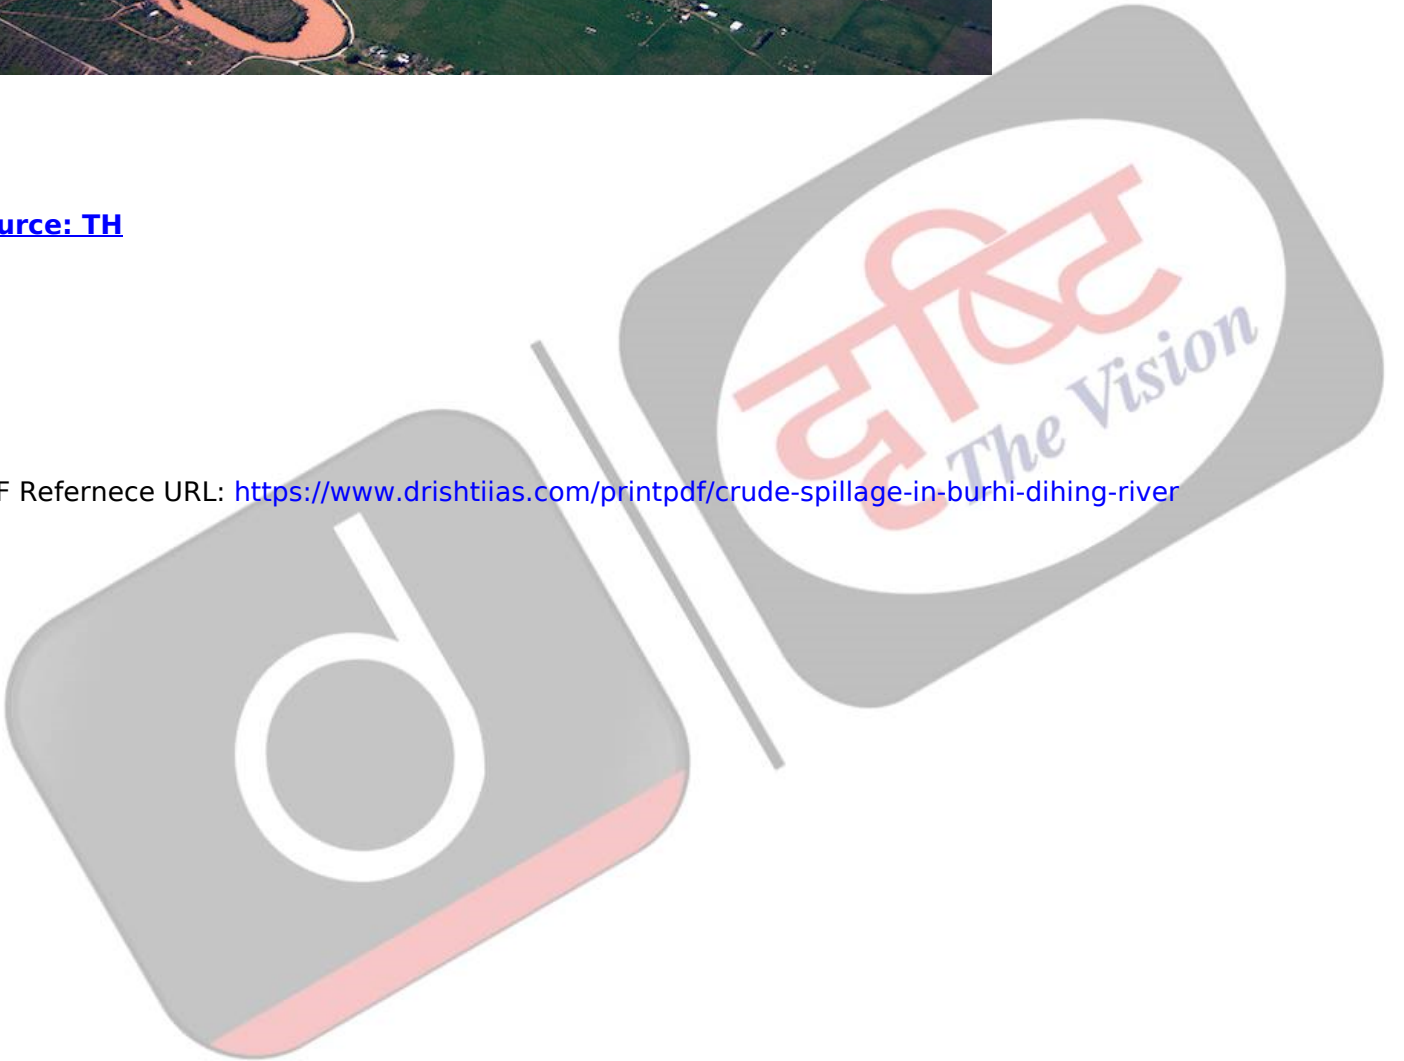 urce: TH
दृष्टि
The Vision
F Refernece URL: https://www.drishtiias.com/printpdf/crude-spillage-in-burhi-dihing-river
d